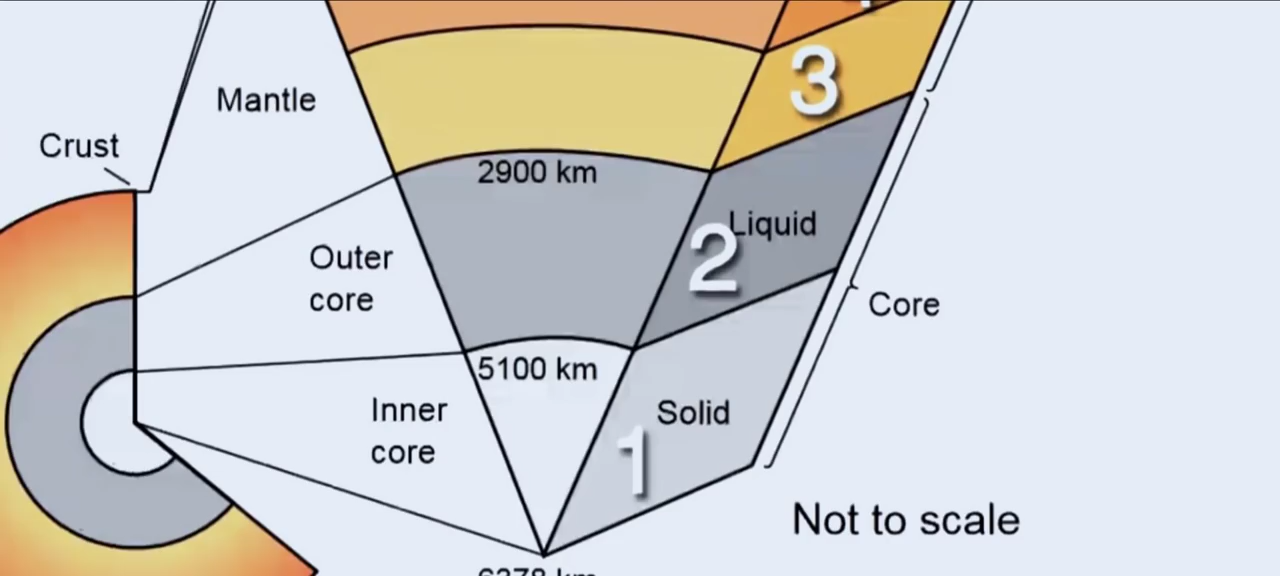 Mantle
Crust
3
2900 km
Liquid
2
Outer
core
Core
5100 km
Inner
core
Solid
1
Not to scale